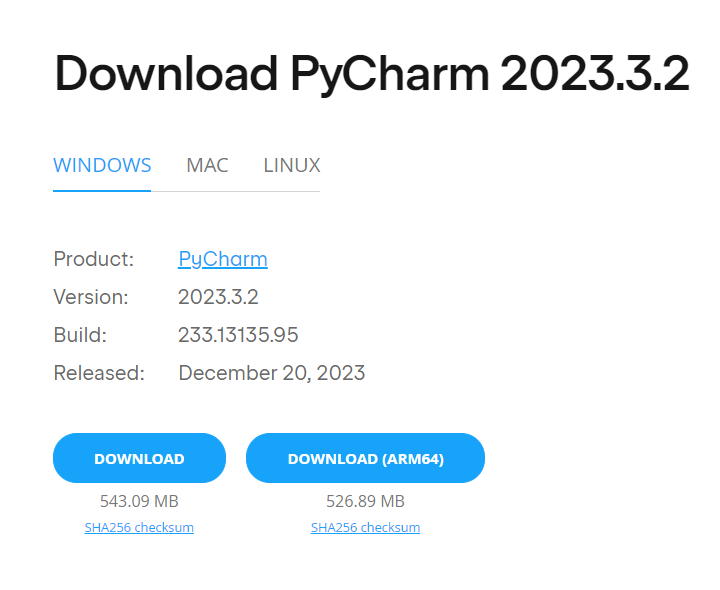 Download PyCharm 2023.3.2
WINDOWS MAC LINUX
Product: PyCharm
Version: 2023.3.2
Build: 233.13135.95
Released: December 20, 2023
DOWNLOAD DOWNLOAD (ARM64)
543.09 MB 526.89 MB
SHA256 checksum SHA256 checksum